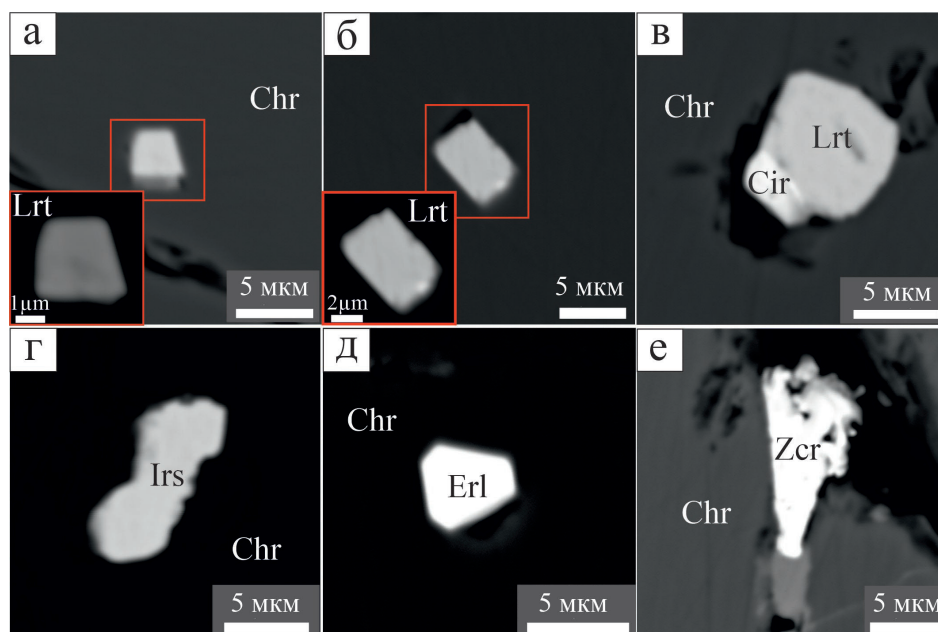 а
Chr
Lrt
1µm
5 мкм
б
Lrt
2µm
5 мкм
в
Chr
Lrt
Cir
5 мкм
г
Irs
Chr
5 мкм
д
Chr
Erl
5 мкм
е
Zcr
Chr
5 мкм